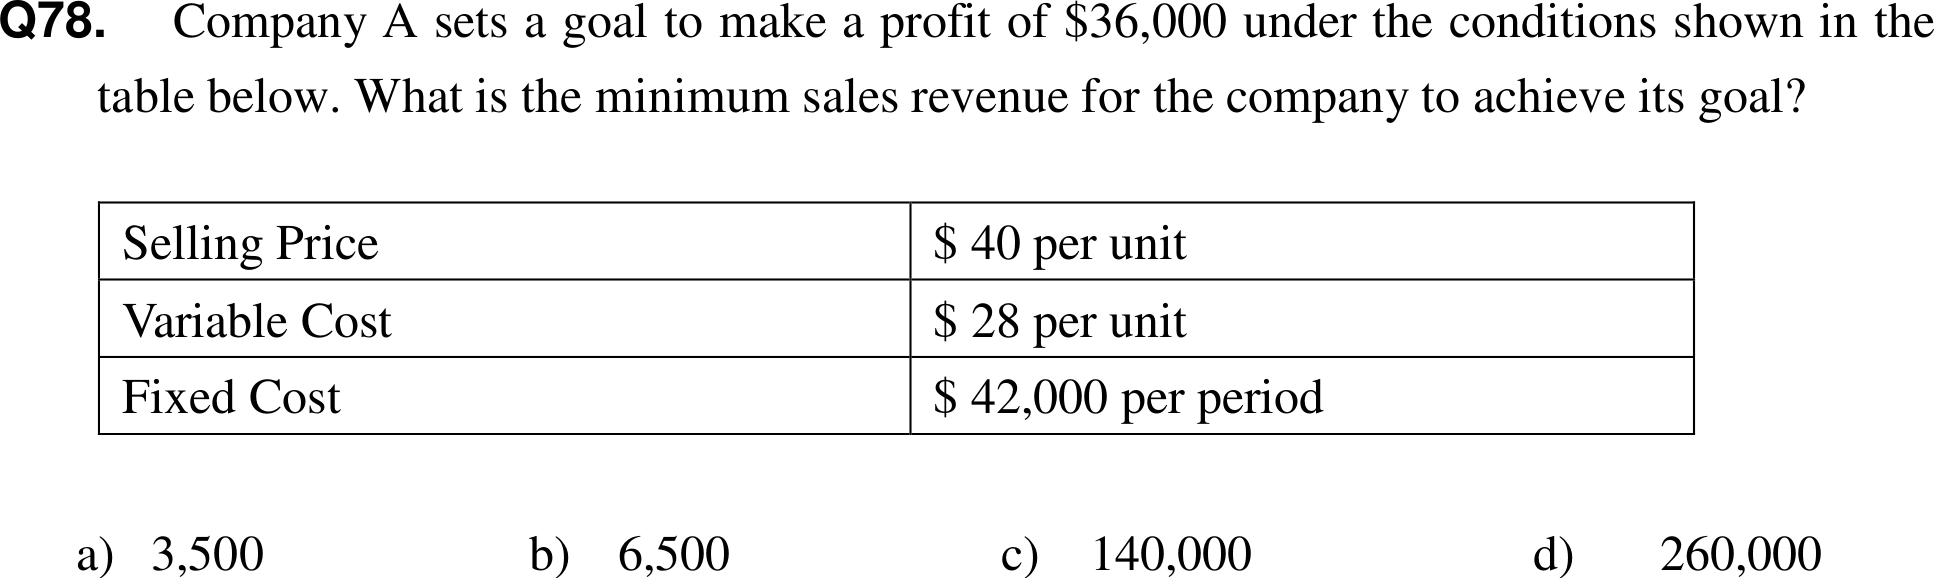 Q78. Company A sets a goal to make a profit of $36,000 under the conditions shown in the
table below. What is the minimum sales revenue for the company to achieve its goal?
Selling Price $ 40 per unit
Variable Cost $ 28 per unit
Fixed Cost $ 42,000 per period
a) 3,500 b) 6,500 c) 140,000 d) 260,000